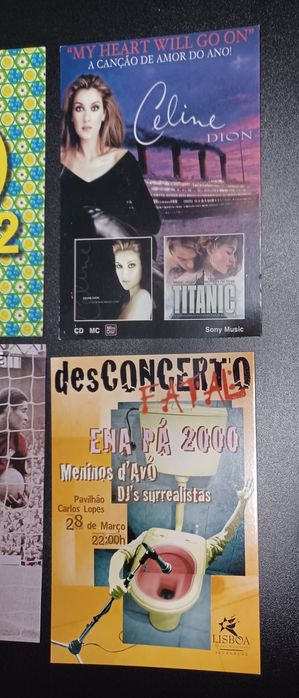 "MY HEART WILL GO ON"
A CANÇÃO DE AMOR DO ANO!
Celine
DION
2
TITANIC
CD MC
Sony Music
desCONCERTO
FATAL
ENA PÁ 2000
Meninos d'Avó
DJ's surrealistas
Pavilhão
Carlos Lopes
28 de Março
22:00h
LISBOA